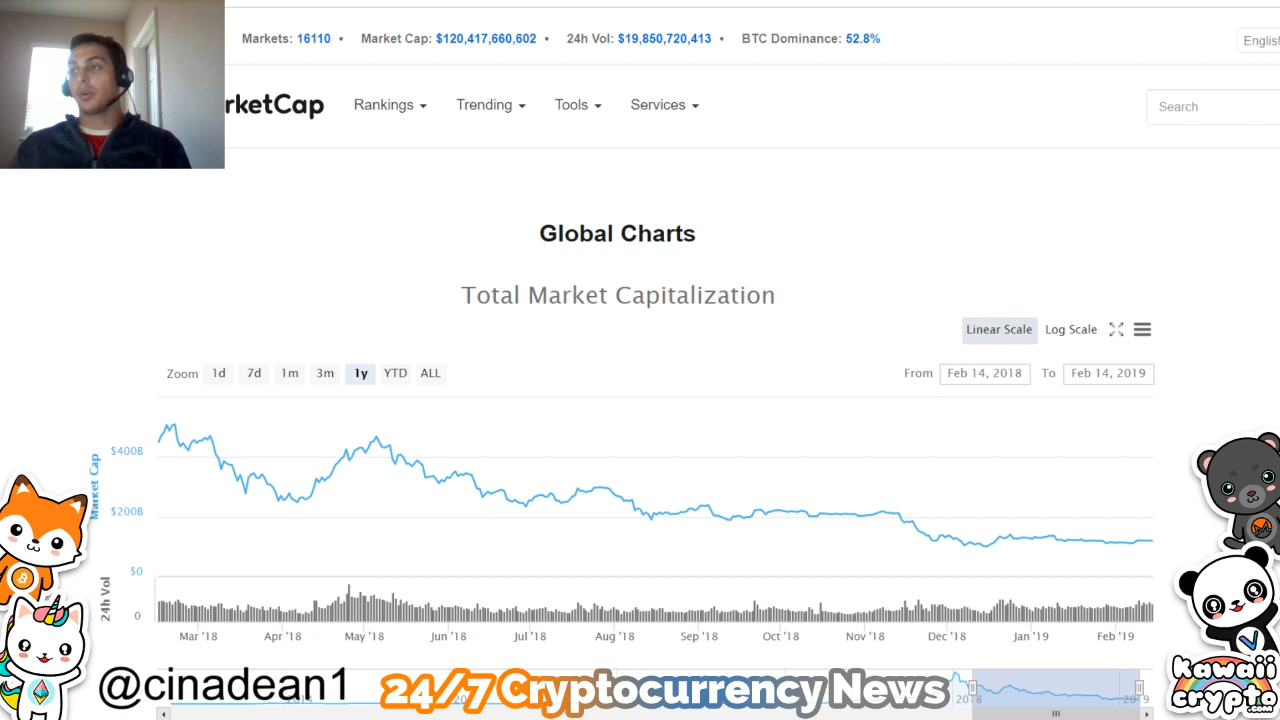 Markets: 16110 • Market Cap: $120,417,660,602 • 24h Vol: $19,850,720,413 • BTC Dominance: 52.8%
English
rketCap Rankings Trending Tools Services
Search
Global Charts
Total Market Capitalization
Linear Scale Log Scale
Zoom 1d 7d 1m 3m 1y YTD ALL From Feb 14, 2018 To Feb 14, 2019
$400B
Market Cap
$200B
$0
24h Vol
0
Mar '18 Apr '18 May '18 Jun '18 Jul '18 Aug '18 Sep '18 Oct '18 Nov '18 Dec '18 Jan '19 Feb '19
@cinadean1
24/7 Cryptocurrency News
2018
kawaii
crypto
.com